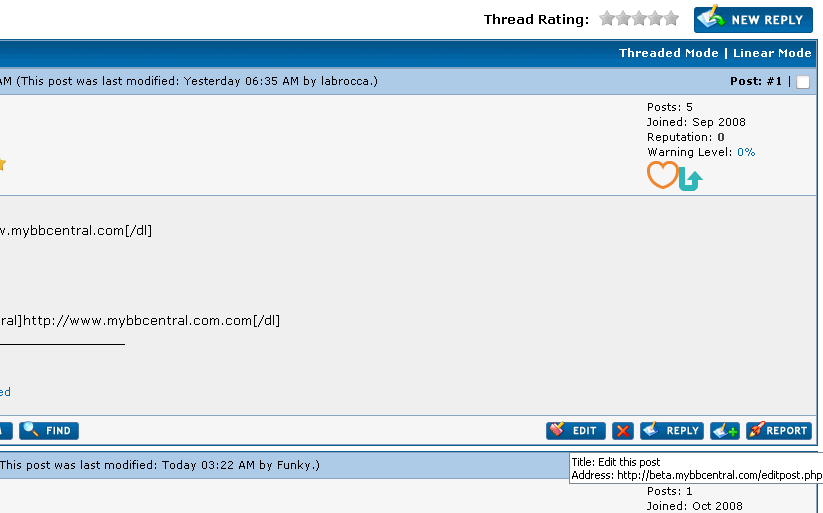 Thread Rating:
NEW REPLY
Threaded Mode | Linear Mode
AM (This post was last modified: Yesterday 06:35 AM by labrocca.)
Post: #1 |
Posts: 5
Joined: Sep 2008
Reputation: 0
Warning Level: 0%
w.mybbcentral.com[/dl]
ral]http://www.mybbcentral.com.com[/dl]
ed
FIND
EDIT
REPLY
REPORT
This post was last modified: Today 03:22 AM by Funky.)
Title: Edit this post
Address: http://beta.mybbcentral.com/editpost.php
Posts: 1
Joined: Oct 2008